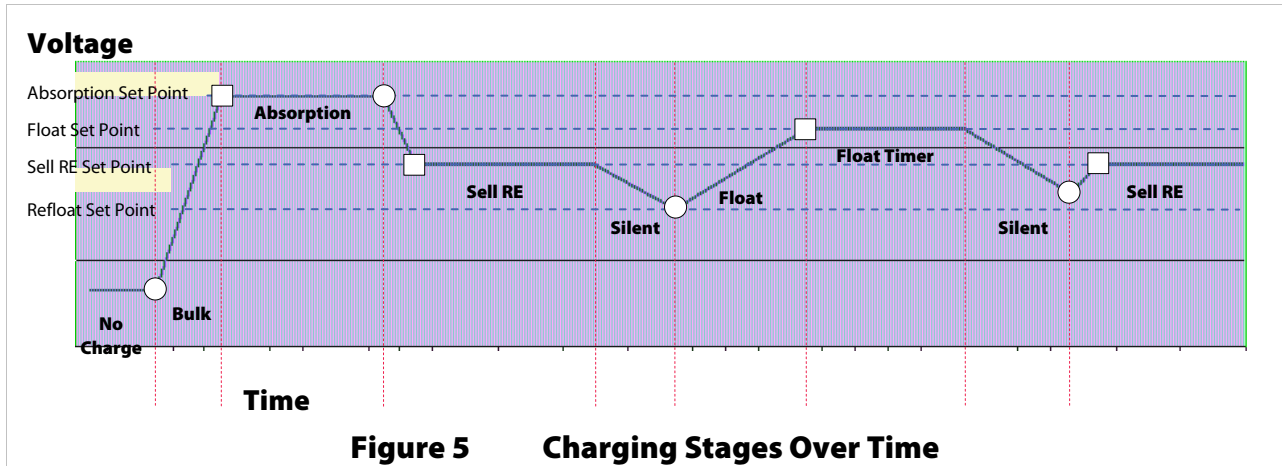 Voltage
Absorption Set Point
Absorption
Float Set Point
Float Timer
Sell RE Set Point
Sell RE
Sell RE
Float
Refloat Set Point
Silent
Silent
Bulk
No
Charge
Time
Figure 5 Charging Stages Over Time